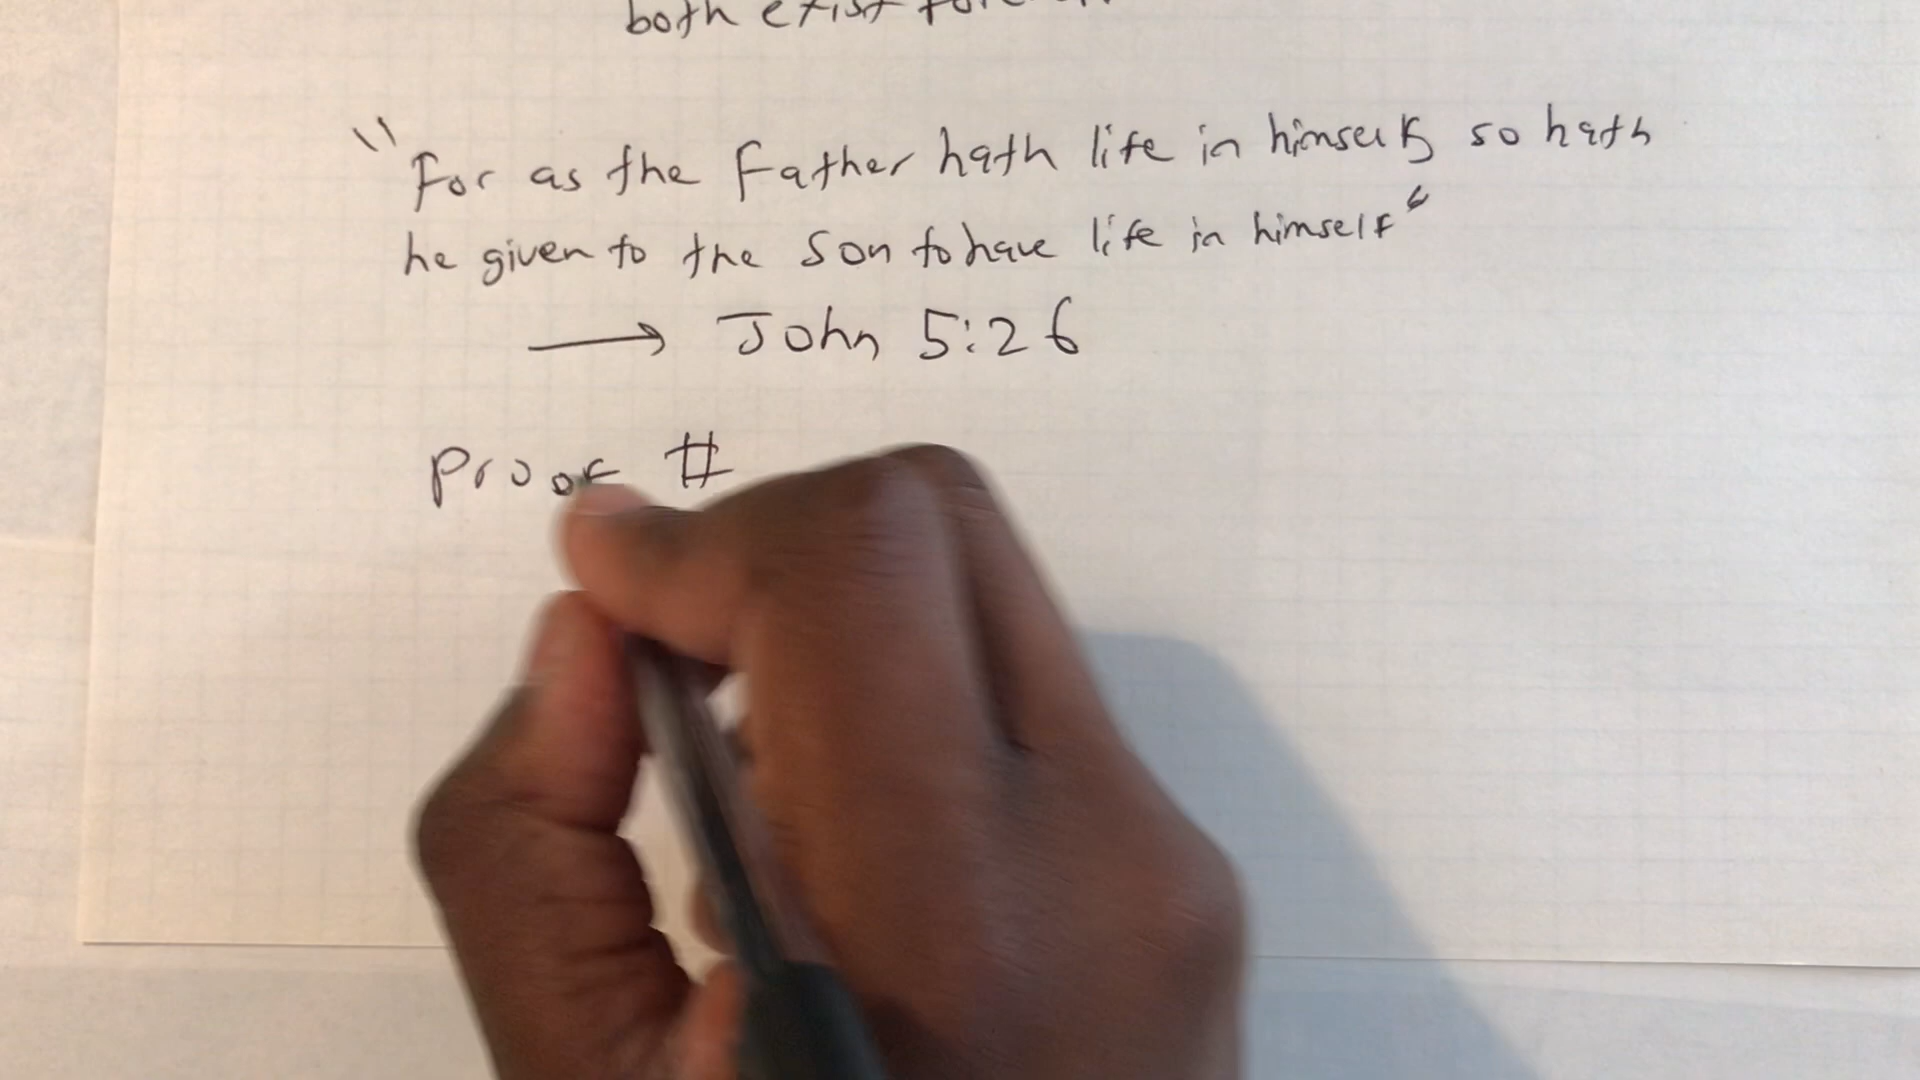 both exist
"For as the Father hath life in himself, so hath
he given to the Son to have life in himself"
→ John 5:26
Proof #